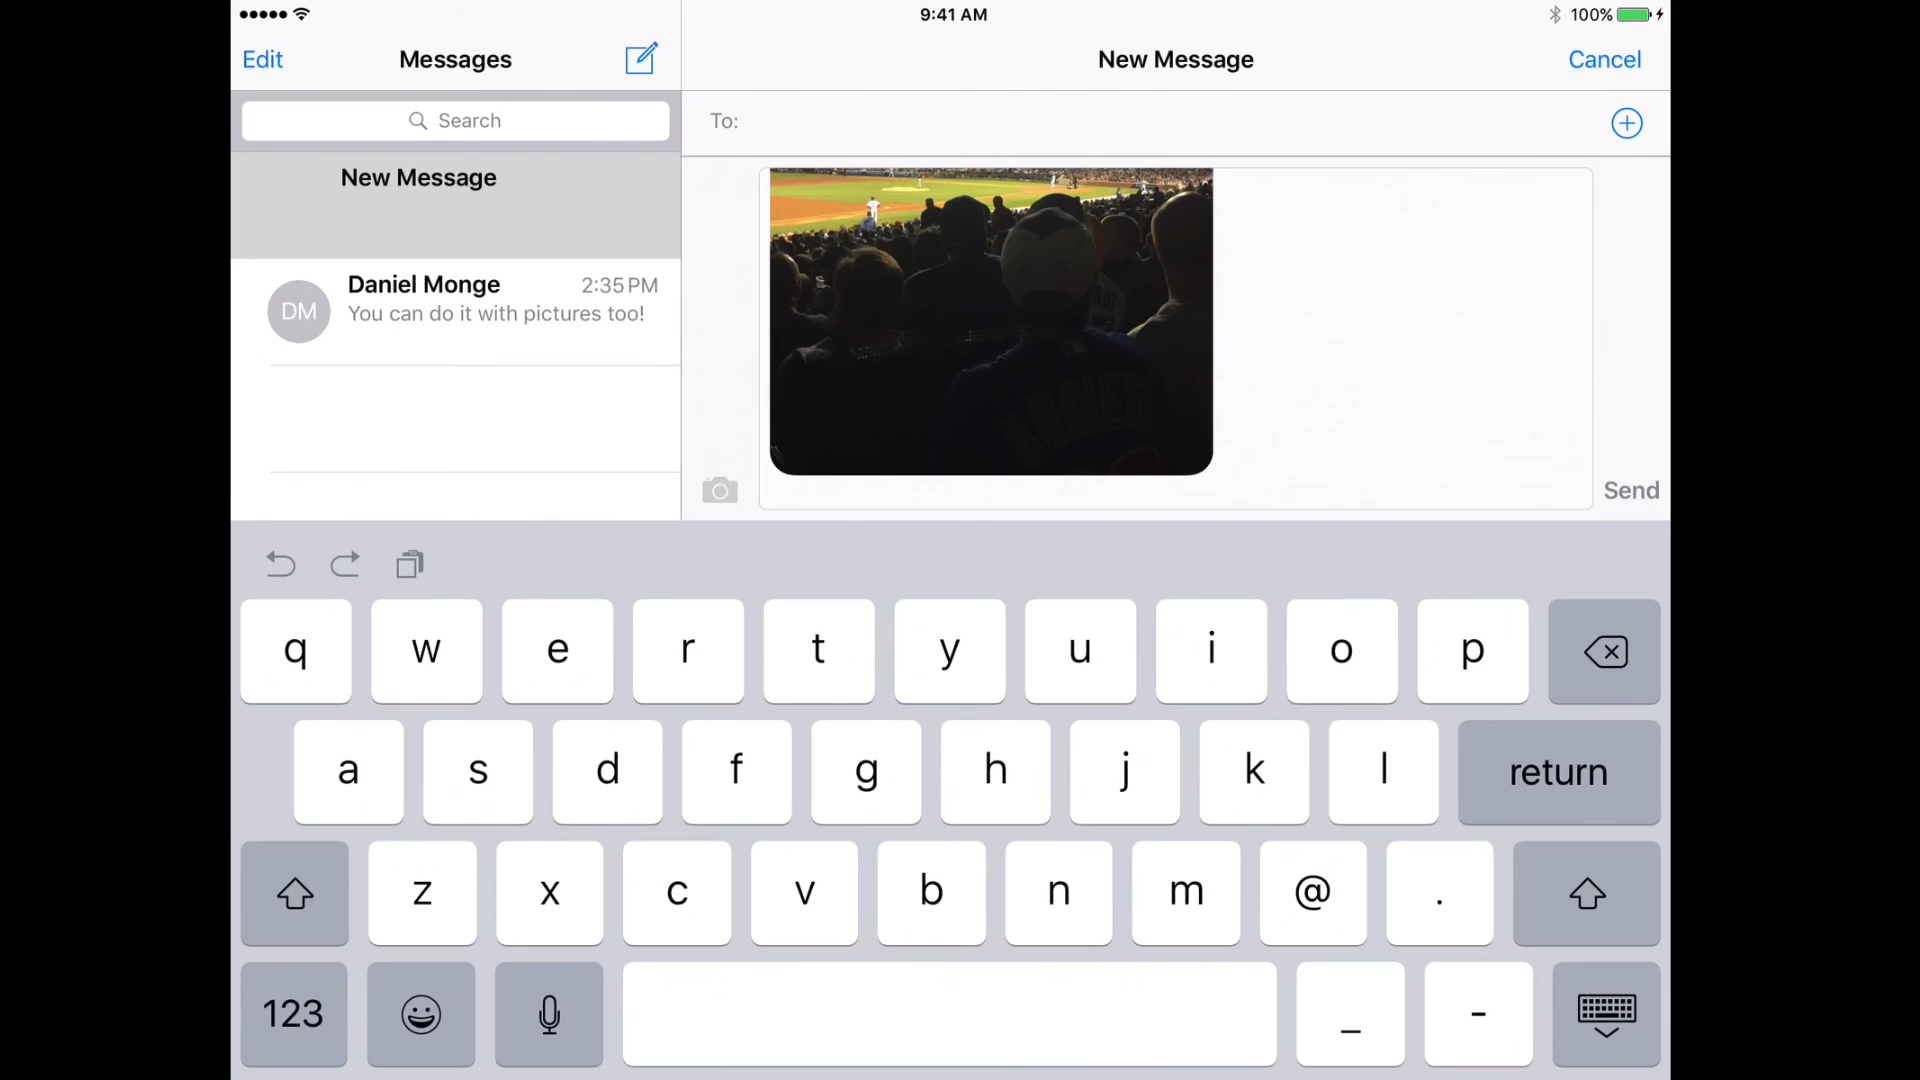 9:41 AM
100%
Edit
Messages
New Message
Cancel
Search
To:
New Message
Daniel Monge
2:35 PM
You can do it with pictures too!
DM
Send
q w e r t y u i o p
a s d f g h j k l return
z x c v b n m @ .
123 _ -